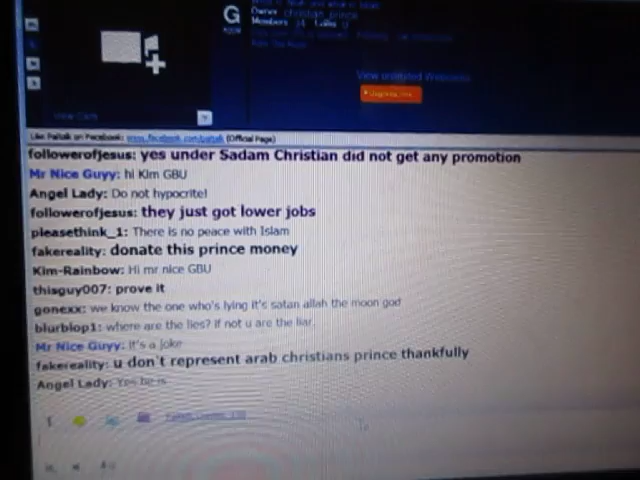 G
View unlimited Webcams
Like Paltalk on Facebook: www.facebook.com/paltalk (Official Page)
followerofjesus: yes under Sadam Christian did not get any promotion
Mr Nice Guyy: hi Kim GBU
Angel Lady: Do not hypocrite!
followerofjesus: they just got lower jobs
pleasethink_1: There is no peace with Islam
fakereality: donate this prince money
Kim-Rainbow: Hi mr nice GBU
thisguy007: prove it
gonexx: we know the one who's lying it's satan allah the moon god
blurblop1: where are the lies? if not u are the liar.
Mr Nice Guyy: It's a joke
fakereality: u don't represent arab christians prince thankfully
Angel Lady: Yes he is